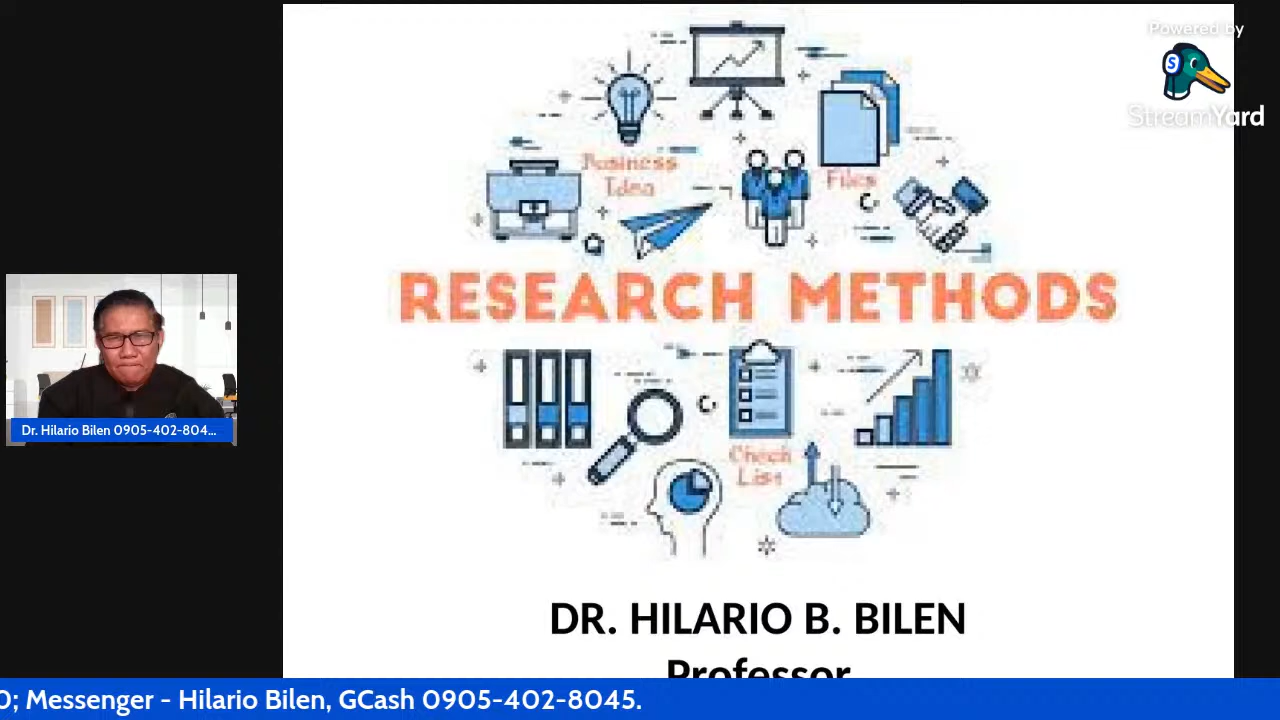 Powered by
StreamYard
Business
Idea
Files
RESEARCH METHODS
Check
List
DR. HILARIO B. BILEN
Professor
Dr. Hilario Bilen 0905-402-804...
0; Messenger - Hilario Bilen, GCash 0905-402-8045.